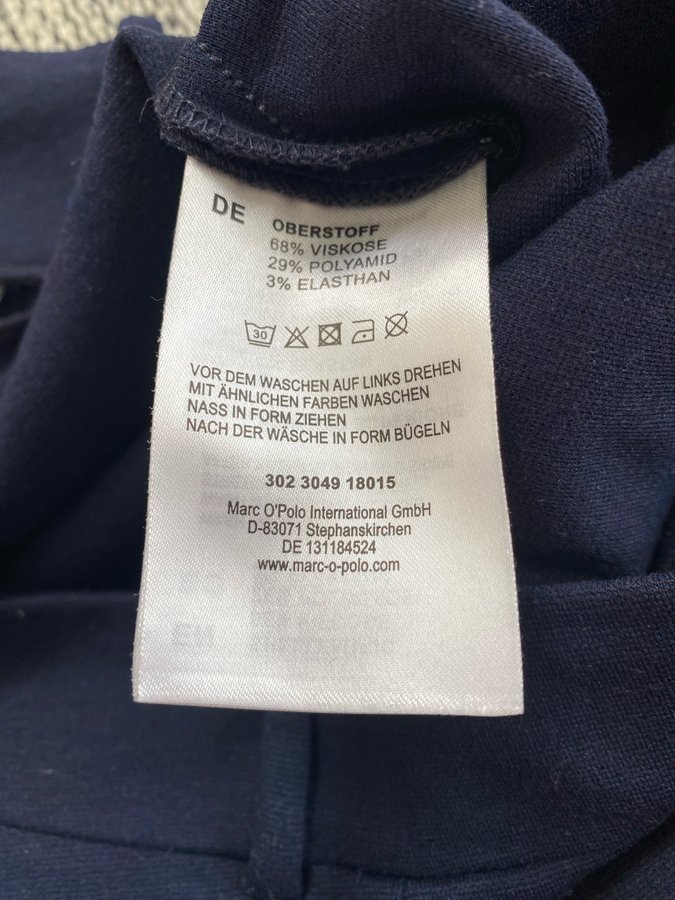 DE OBERSTOFF
68% VISKOSE
29% POLYAMID
3% ELASTHAN
30
VOR DEM WASCHEN AUF LINKS DREHEN
MIT ÄHNLICHEN FARBEN WASCHEN
NASS IN FORM ZIEHEN
NACH DER WÄSCHE IN FORM BÜGELN
302 3049 18015
Marc O'Polo International GmbH
D-83071 Stephanskirchen
DE 131184524
www.marc-o-polo.com